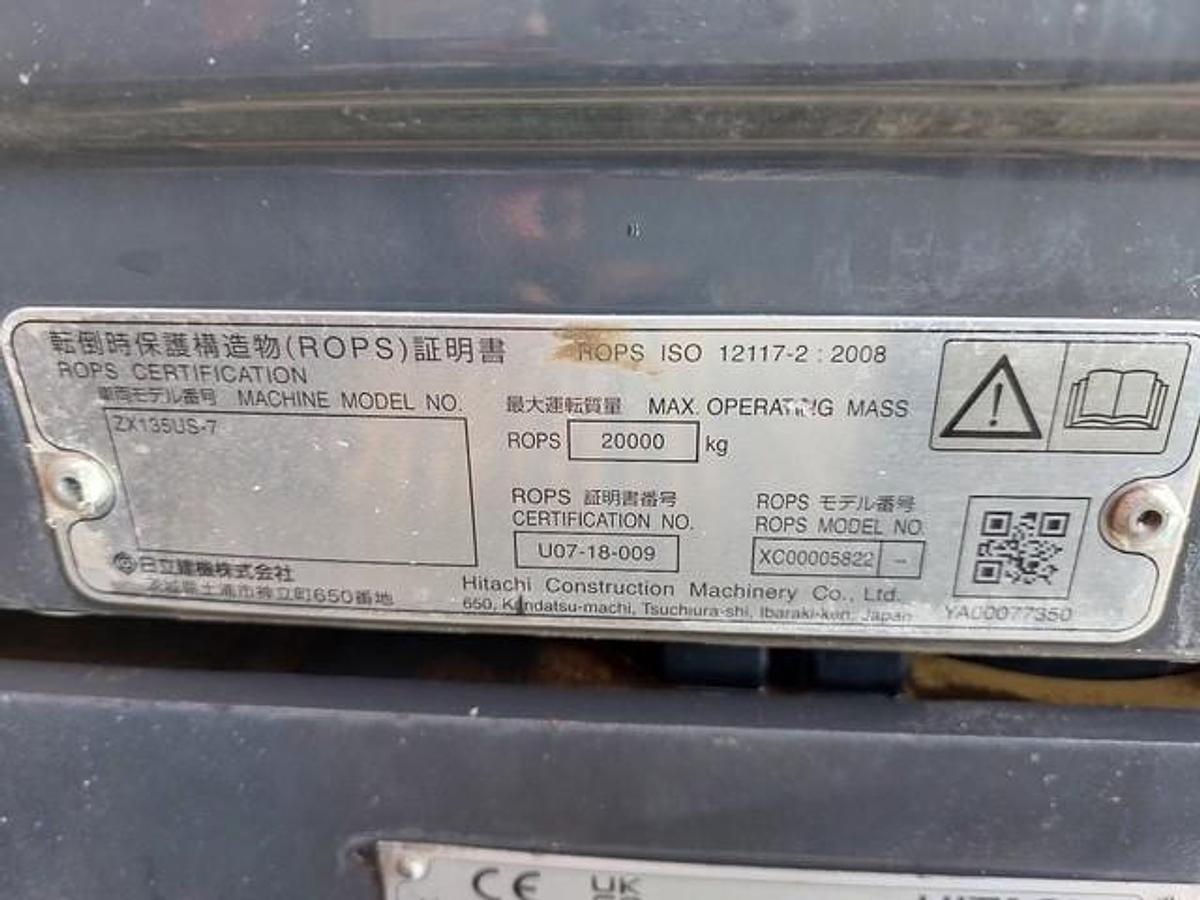 転倒時保護構造物(ROPS)証明書
ROPS CERTIFICATION
ROPS ISO 12117-2 : 2008
車両モデル番号 MACHINE MODEL NO.
ZX135US-7
最大運転質量 MAX. OPERATING MASS
ROPS 20000 kg
ROPS 証明書番号
CERTIFICATION NO.
U07-18-009
ROPS モデル番号
ROPS MODEL NO.
XC00005822 -
日立建機株式会社
茨城県土浦市神立町650番地
Hitachi Construction Machinery Co., Ltd.
650, Kandatsu-machi, Tsuchiura-shi, Ibaraki-ken, Japan
YA00077350
CE
UK